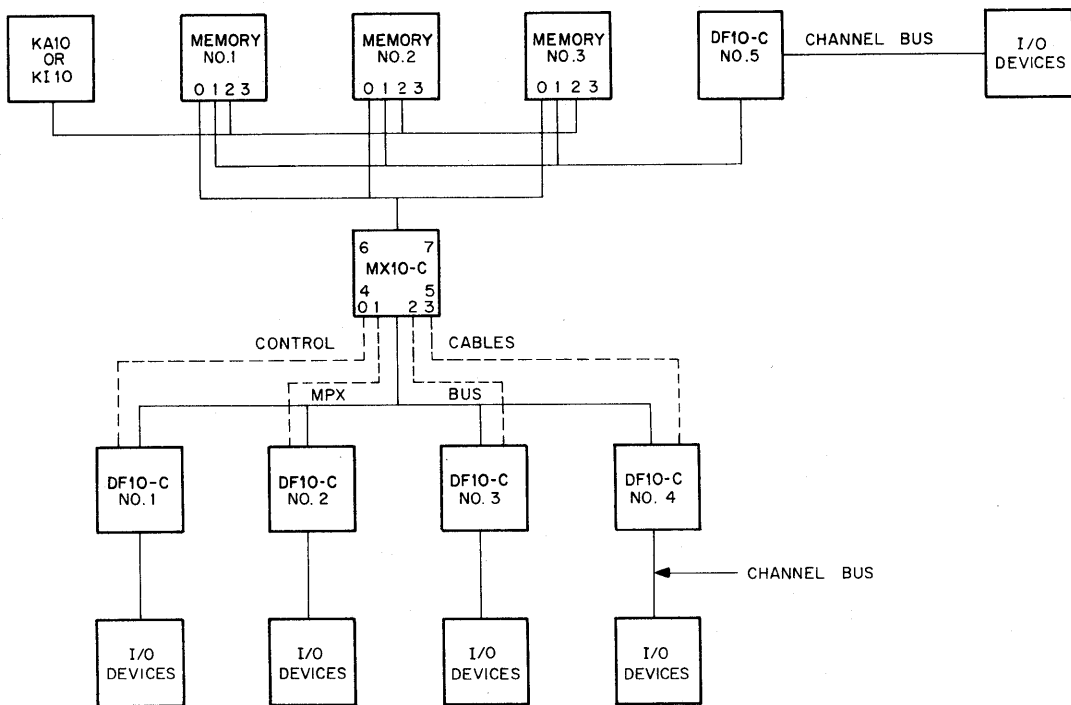 KA10
OR
KI10
MEMORY
NO.1
0 1 2 3
MEMORY
NO.2
0 1 2 3
MEMORY
NO.3
0 1 2 3
DF10-C
NO.5
CHANNEL BUS
I/O
DEVICES
6 7
MX10-C
4 5
0 1 2 3
CONTROL CABLES
MPX BUS
DF10-C
NO.1
DF10-C
NO.2
DF10-C
NO. 3
DF10-C
NO. 4
CHANNEL BUS
I/O
DEVICES
I/O
DEVICES
I/O
DEVICES
I/O
DEVICES